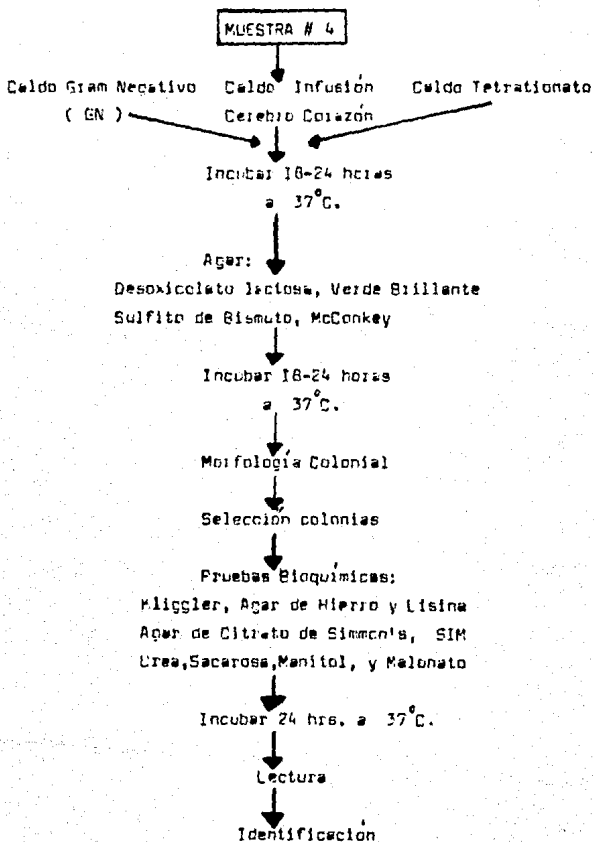 MUESTRA # 4
Caldo Gram Negativo Caldo Infusión Caldo Tetrationato
( GN ) Cerebro Corazón
Incubar 18-24 horas
a 37°C.
Agar:
Desoxicolato lactosa, Verde Brillante
Sulfito de Bismuto, McConkey
Incubar 18-24 horas
a 37°C.
Morfología Colonial
Selección colonias
Pruebas Bioquímicas:
Kliggler, Agar de Hierro y Lisina
Agar de Citrato de Simmon's, SIM
Urea,Sacarosa,Manitol, y Malonato
Incubar 24 hrs. a 37°C.
Lectura
Identificación